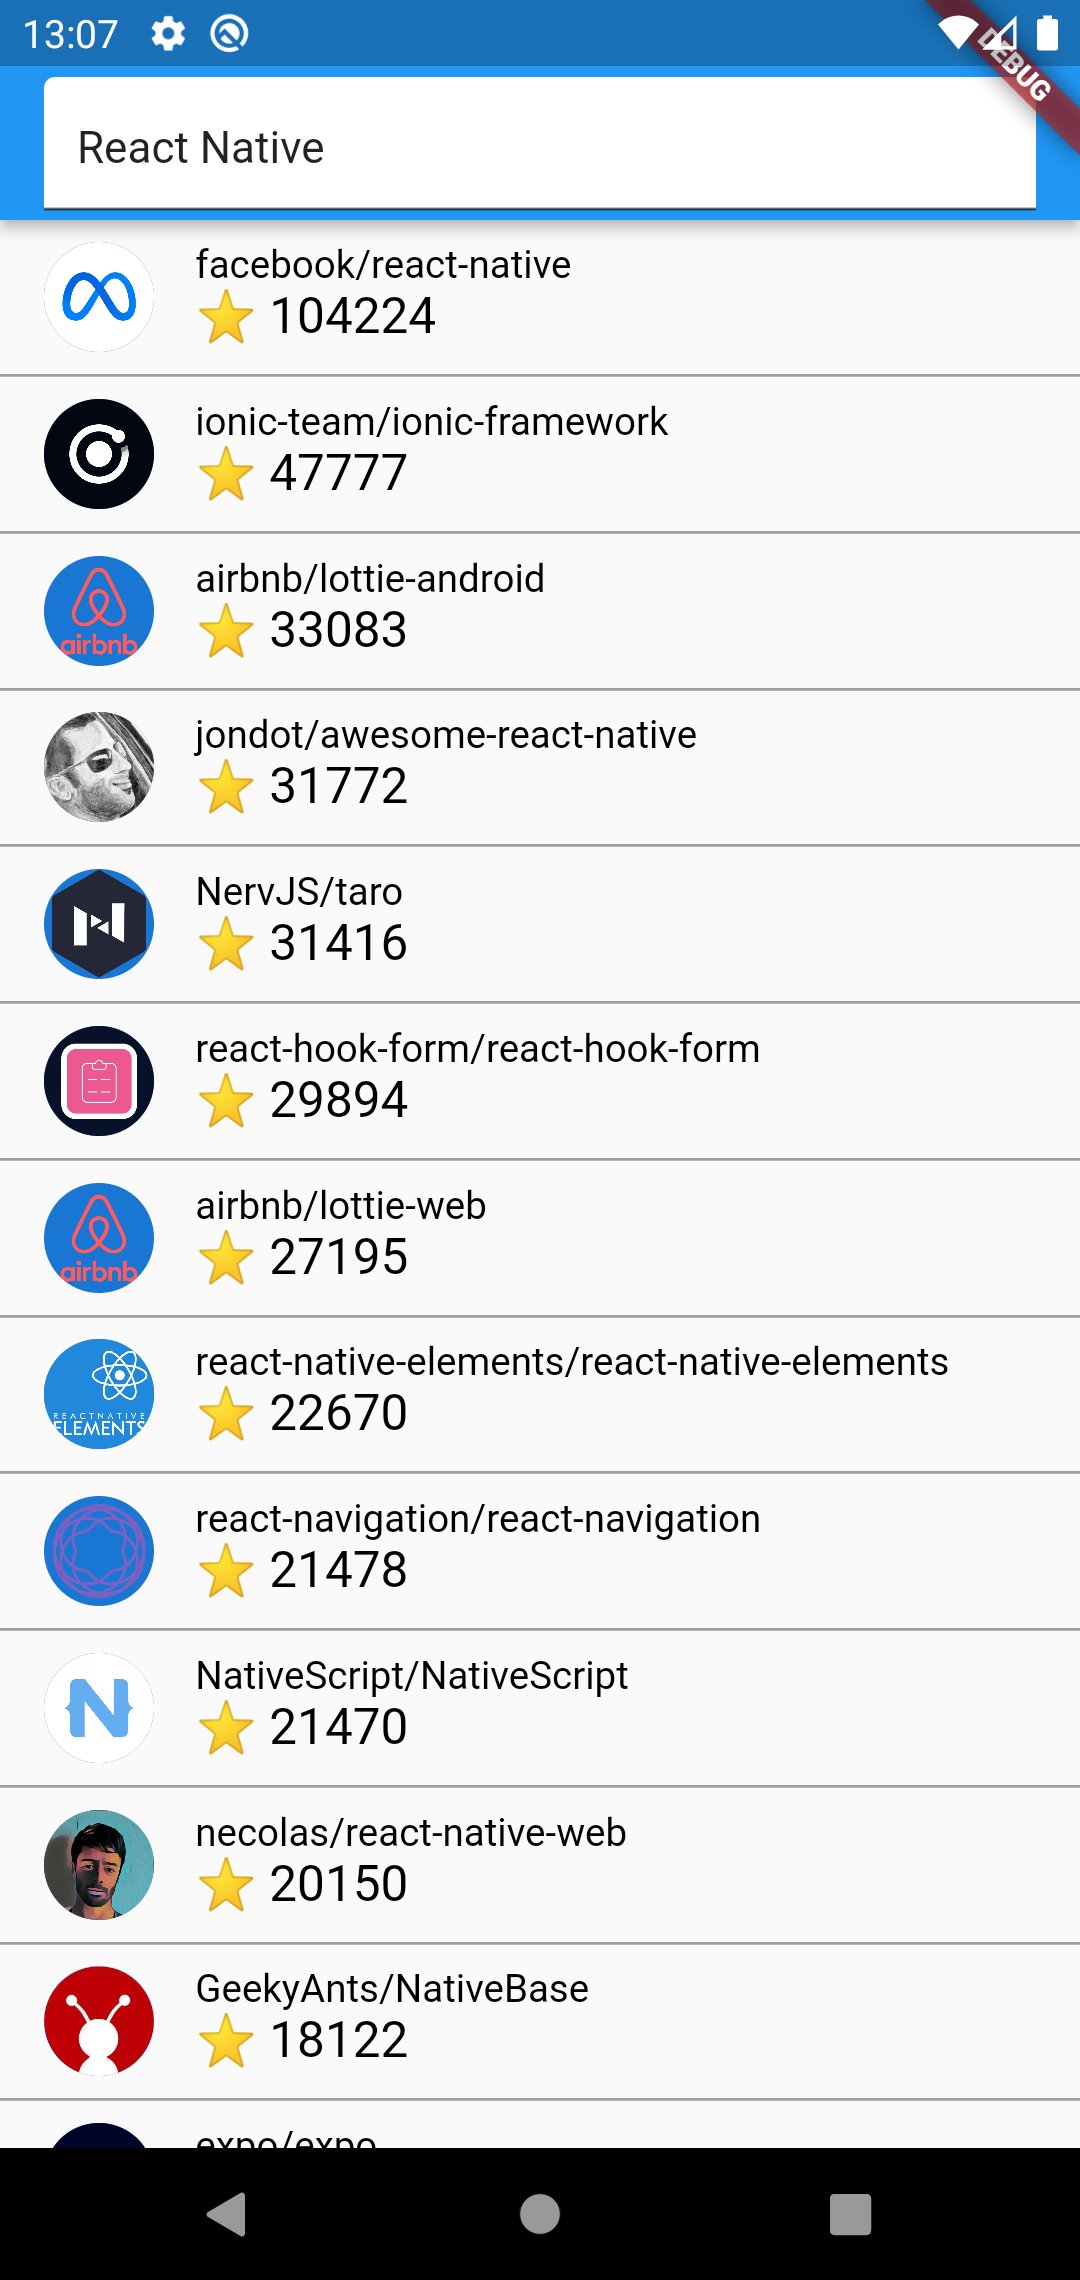 13:07
DEBUG
React Native
facebook/react-native
⭐ 104224
ionic-team/ionic-framework
⭐ 47777
airbnb
airbnb/lottie-android
⭐ 33083
jondot/awesome-react-native
⭐ 31772
NervJS/taro
⭐ 31416
react-hook-form/react-hook-form
⭐ 29894
airbnb
airbnb/lottie-web
⭐ 27195
REACTNATIVE
ELEMENTS
react-native-elements/react-native-elements
⭐ 22670
react-navigation/react-navigation
⭐ 21478
N
NativeScript/NativeScript
⭐ 21470
necolas/react-native-web
⭐ 20150
GeekyAnts/NativeBase
⭐ 18122
expo/expo